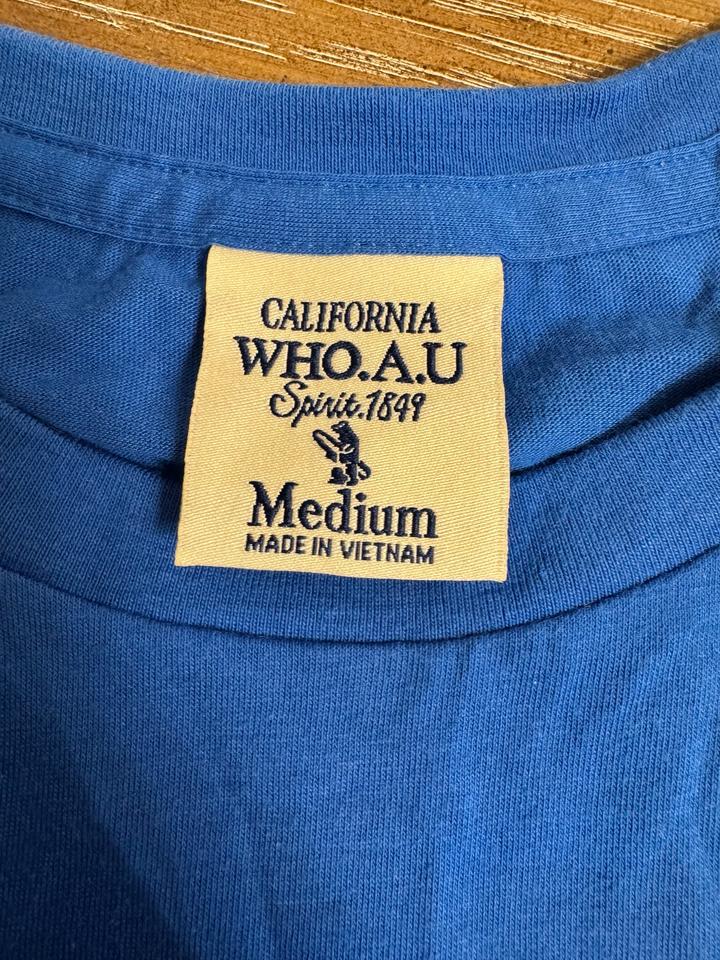 CALIFORNIA
WHO.A.U
Spirit.1849
Medium
MADE IN VIETNAM